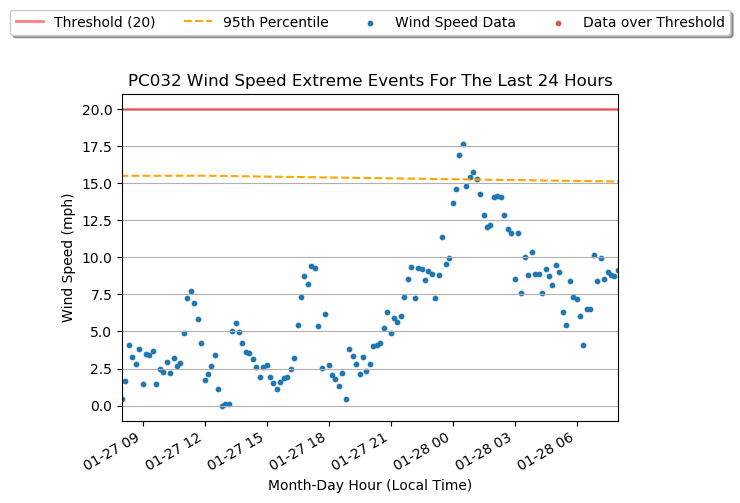 Threshold (20) 95th Percentile Wind Speed Data Data over Threshold
PC032 Wind Speed Extreme Events For The Last 24 Hours
20.0
17.5
15.0
12.5
10.0
7.5
5.0
2.5
0.0
Wind Speed (mph)
01-27 09 01-27 12 01-27 15 01-27 18 01-27 21 01-28 00 01-28 03 01-28 06
Month-Day Hour (Local Time)